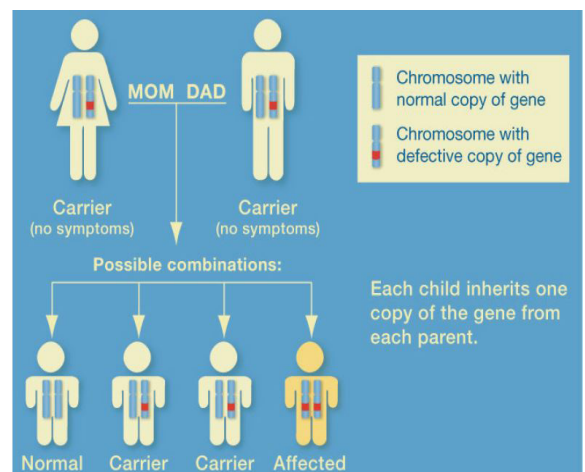 MOM DAD
Chromosome with
normal copy of gene
Chromosome with
defective copy of gene
Carrier
(no symptoms)
Carrier
(no symptoms)
Possible combinations:
Each child inherits one
copy of the gene from
each parent.
Normal
Carrier
Carrier
Affected